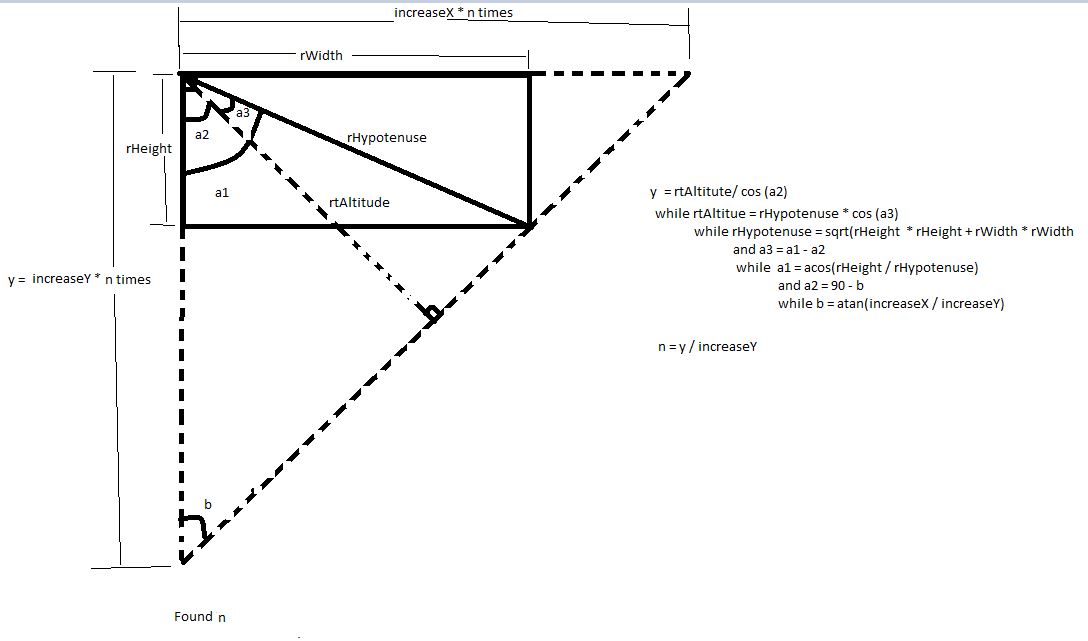 increaseX * n times
rWidth
a3
a2
rHypotenuse
rHeight
a1
rtAltitude
y = increaseY * n times
b
Found n
y = rtAltitute/ cos (a2)
while rtAltitue = rHypotenuse * cos (a3)
while rHypotenuse = sqrt(rHeight * rHeight + rWidth * rWidth
and a3 = a1 - a2
while a1 = acos(rHeight / rHypotenuse)
and a2 = 90 - b
while b = atan(increaseX / increaseY)
n = y / increaseY